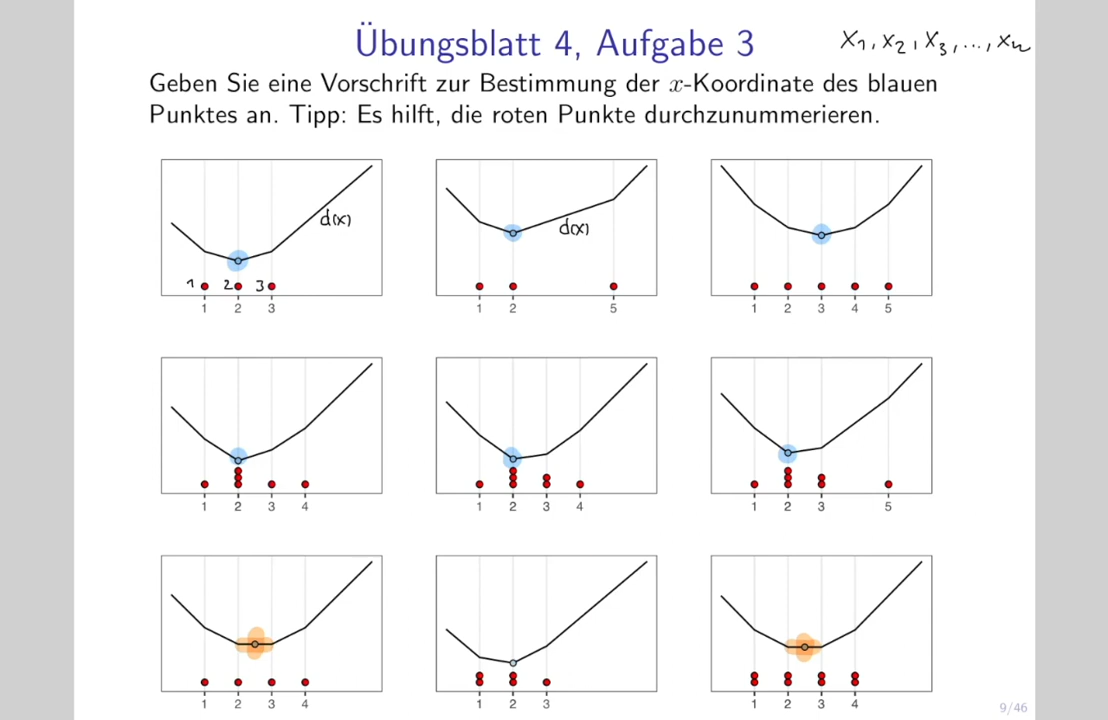 Übungsblatt 4, Aufgabe 3
x1, x2, x3, ..., xn
Geben Sie eine Vorschrift zur Bestimmung der x-Koordinate des blauen
Punktes an. Tipp: Es hilft, die roten Punkte durchzunummerieren.
d(x)
d(x)
1 2 3
1 2 3
1 2 5
1 2 3 4 5
1 2 3 4
1 2 3 4
1 2 3 5
1 2 3 4
1 2 3
1 2 3 4
9/46